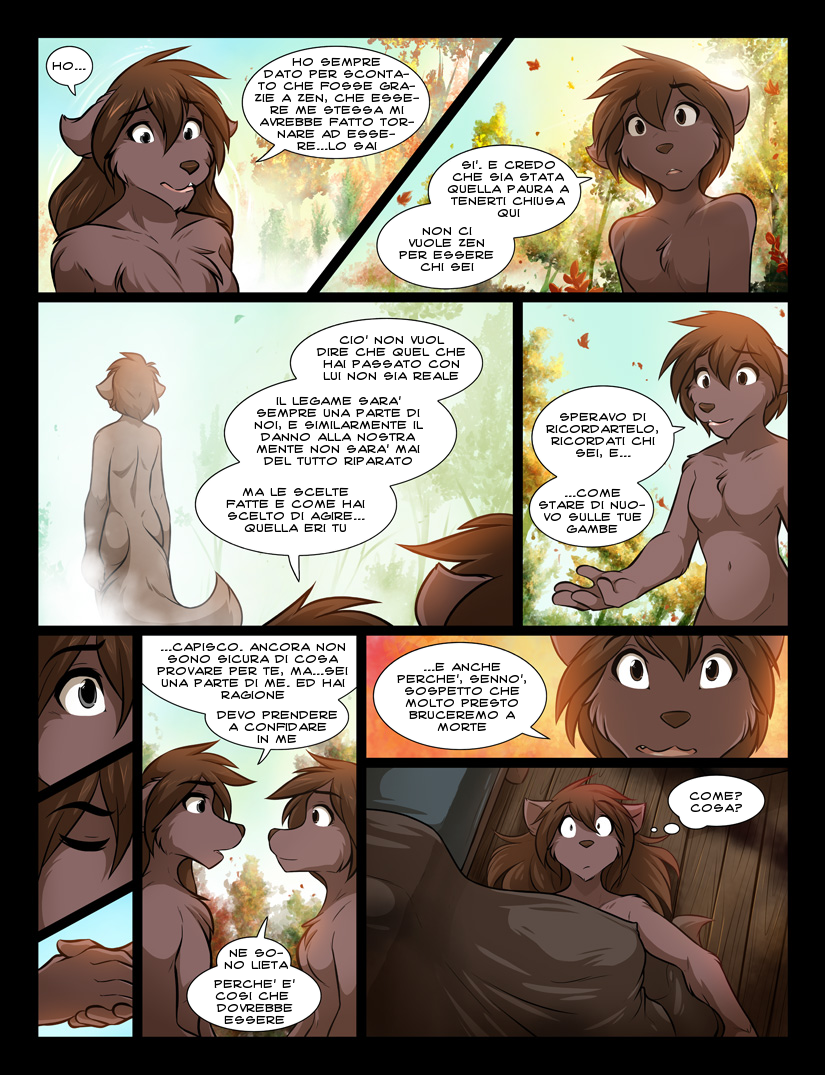 HO...
HO SEMPRE
DATO PER SCONTA-
TO CHE FOSSE GRA-
ZIE A ZEN, CHE ESSE-
RE ME STESSA MI
AVREBBE FATTO TOR-
NARE AD ESSE-
RE...LO SAI
SI'. E CREDO
CHE SIA STATA
QUELLA PAURA A
TENERTI CHIUSA
QUI
NON CI
VUOLE ZEN
PER ESSERE
CHI SEI
CIO' NON VUOL
DIRE CHE QUEL CHE
HAI PASSATO CON
LUI NON SIA REALE
IL LEGAME SARA'
SEMPRE UNA PARTE DI
NOI, E SIMILARMENTE IL
DANNO ALLA NOSTRA
MENTE NON SARA' MAI
DEL TUTTO RIPARATO
MA LE SCELTE
FATTE E COME HAI
SCELTO DI AGIRE...
QUELLA ERI TU
SPERAVO DI
RICORDARTELO,
RICORDATI CHI
SEI, E...
...COME
STARE DI NUO-
VO SULLE TUE
GAMBE
...CAPISCO. ANCORA NON
SONO SICURA DI COSA
PROVARE PER TE, MA...SEI
UNA PARTE DI ME. ED HAI
RAGIONE
DEVO PRENDERE
A CONFIDARE
IN ME
NE SO-
NO LIETA
PERCHE' E'
COSI CHE
DOVREBBE
ESSERE
...E ANCHE
PERCHE', SENNO',
SOSPETTO CHE
MOLTO PRESTO
BRUCEREMO A
MORTE
COME?
COSA?